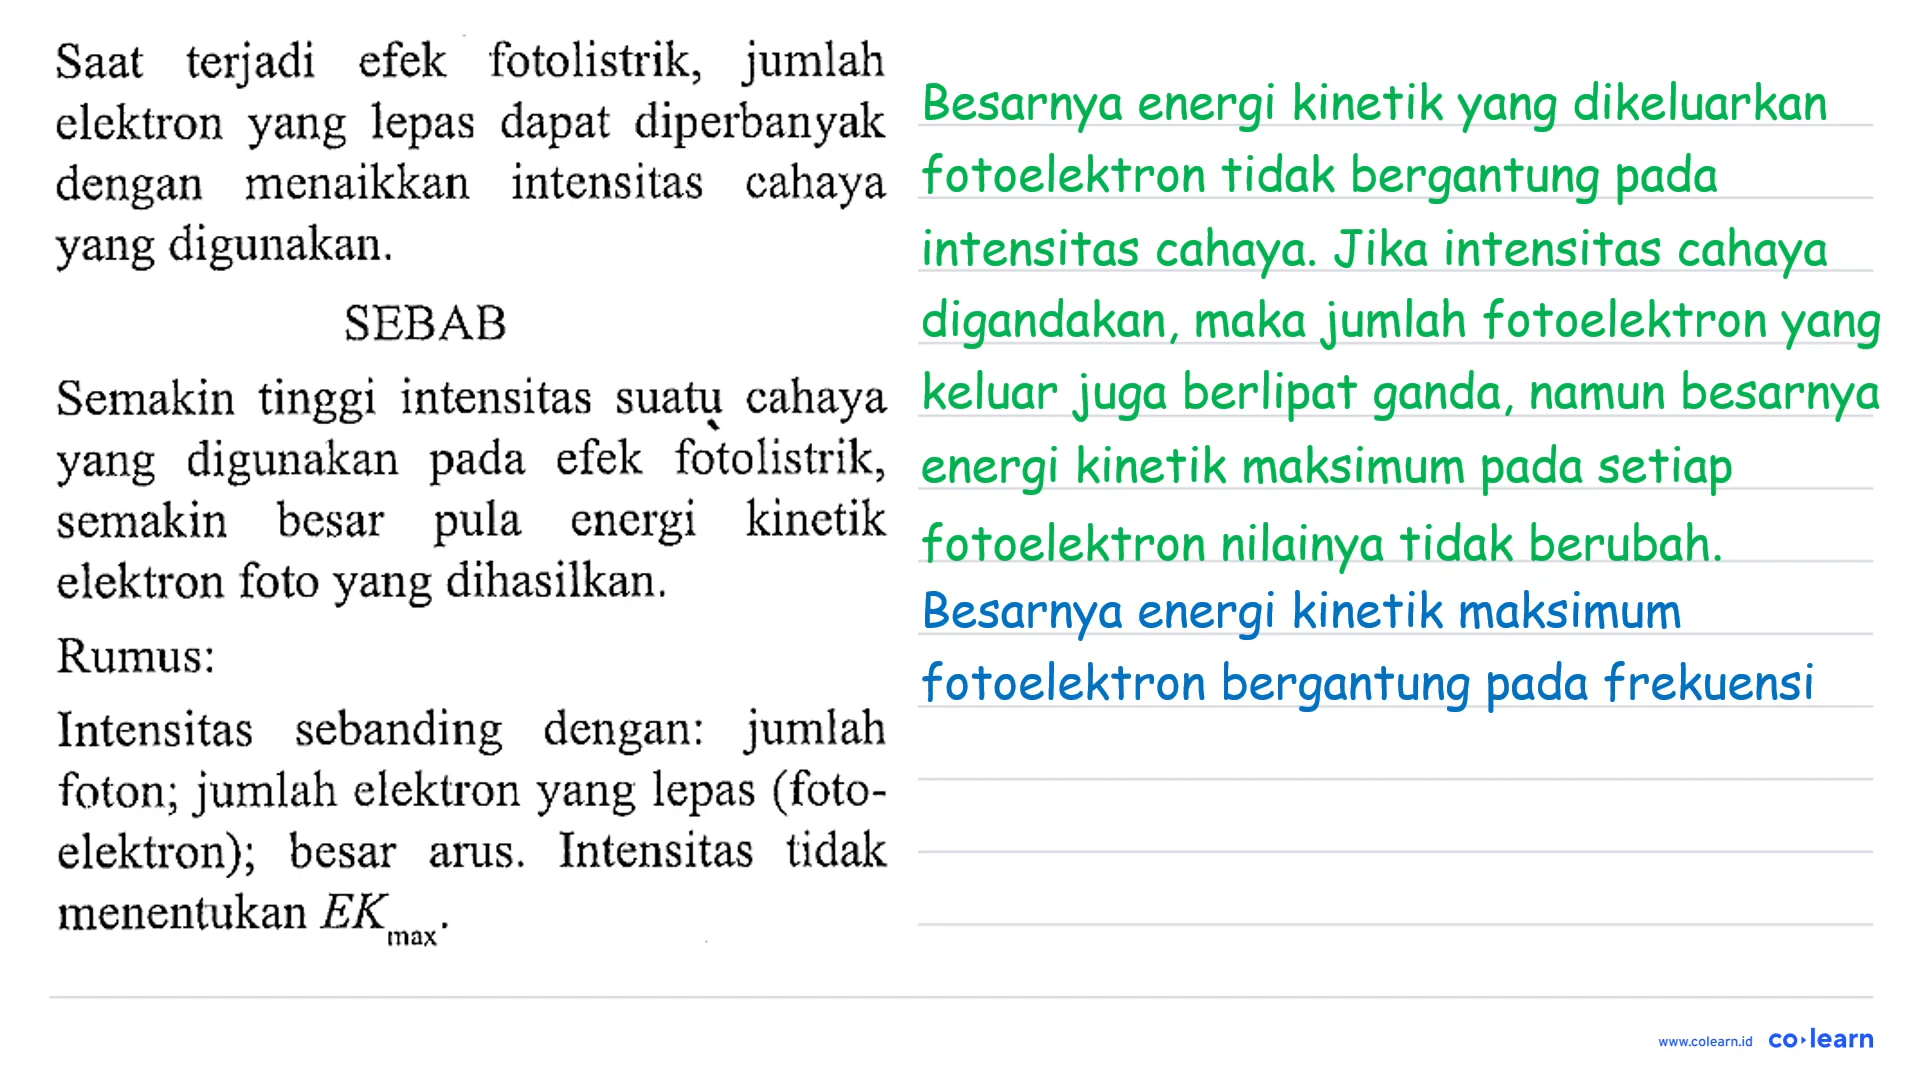 Saat terjadi efek fotolistrik, jumlah
elektron yang lepas dapat diperbanyak
dengan menaikkan intensitas cahaya
yang digunakan.
SEBAB
Semakin tinggi intensitas suatu cahaya
yang digunakan pada efek fotolistrik,
semakin besar pula energi kinetik
elektron foto yang dihasilkan.
Rumus:
Intensitas sebanding dengan: jumlah
foton; jumlah elektron yang lepas (foto-
elektron); besar arus. Intensitas tidak
menentukan EKmax.
Besarnya energi kinetik yang dikeluarkan
fotoelektron tidak bergantung pada
intensitas cahaya. Jika intensitas cahaya
digandakan, maka jumlah fotoelektron yang
keluar juga berlipat ganda, namun besarnya
energi kinetik maksimum pada setiap
fotoelektron nilainya tidak berubah.
Besarnya energi kinetik maksimum
fotoelektron bergantung pada frekuensi
www.colearn.id co learn